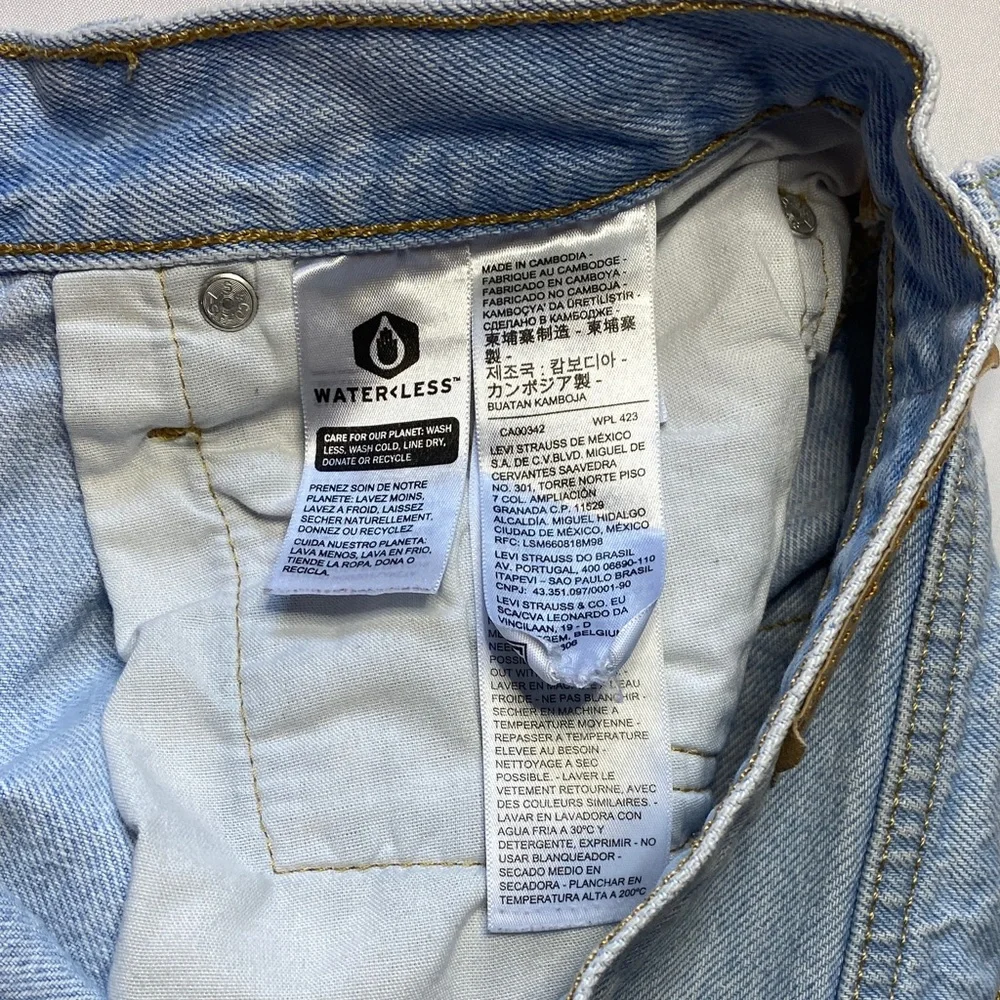 WATER<LESS™
CARE FOR OUR PLANET: WASH
LESS, WASH COLD, LINE DRY,
DONATE OR RECYCLE
PRENEZ SOIN DE NOTRE
PLANETE: LAVEZ MOINS,
LAVEZ A FROID, LAISSEZ
SECHER NATURELLEMENT.
DONNEZ OU RECYCLEZ
CUIDA NUESTRO PLANETA:
LAVA MENOS, LAVA EN FRIO,
TIENDE LA ROPA, DONA O
RECICLA.
MADE IN CAMBODIA -
FABRIQUE AU CAMBODGE -
FABRICADO EN CAMBOYA -
FABRICADO NO CAMBOJA -
KAMBOÇYA' DA ÜRETİLİSTİR -
СДЕЛАНО В КАМБОДЖЕ -
柬埔寨制造 - 柬埔寨
製 -
제조국 : 캄보디아 -
カンボジア製 -
BUATAN KAMBOJA
CA00342 WPL 423
LEVI STRAUSS DE MÉXICO
S.A. DE C.V.BLVD. MIGUEL DE
CERVANTES SAAVEDRA
NO. 301, TORRE NORTE PISO
7 COL. AMPLIACIÓN
GRANADA C.P. 11529
ALCALDÍA. MIGUEL HIDALGO
CIUDAD DE MÉXICO, MÉXICO
RFC: LSM660818M98
LEVI STRAUSS DO BRASIL
AV. PORTUGAL, 400 06690-110
ITAPEVI - SAO PAULO BRASIL
CNPJ: 43.351.097/0001-90
LEVI STRAUSS & CO. EU
SCA/CVA LEONARDO DA
VINCILAAN, 19 - D
BELGIUM
OUT
LAVER EN EAU
FROIDE - NE PAS BLANCHIR -
SECHER EN MACHINE A
TEMPERATURE MOYENNE -
REPASSER A TEMPERATURE
ELEVEE AU BESOIN -
NETTOYAGE A SEC
POSSIBLE. - LAVER LE
VETEMENT RETOURNE, AVEC
DES COULEURS SIMILAIRES. -
LAVAR EN LAVADORA CON
AGUA FRIA A 30ºC Y
DETERGENTE, EXPRIMIR - NO
USAR BLANQUEADOR -
SECADO MEDIO EN
SECADORA - PLANCHAR EN
TEMPERATURA ALTA A 200ºC